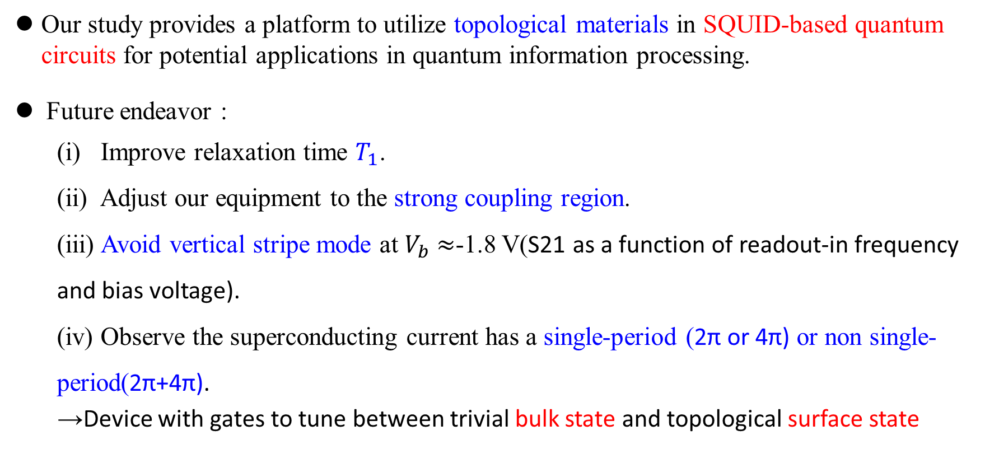 ● Our study provides a platform to utilize topological materials in SQUID-based quantum
circuits for potential applications in quantum information processing.
● Future endeavor :
(i) Improve relaxation time T₁.
(ii) Adjust our equipment to the strong coupling region.
(iii) Avoid vertical stripe mode at V_b ≈-1.8 V(S21 as a function of readout-in frequency
and bias voltage).
(iv) Observe the superconducting current has a single-period (2π or 4π) or non single-
period(2π+4π).
→Device with gates to tune between trivial bulk state and topological surface state